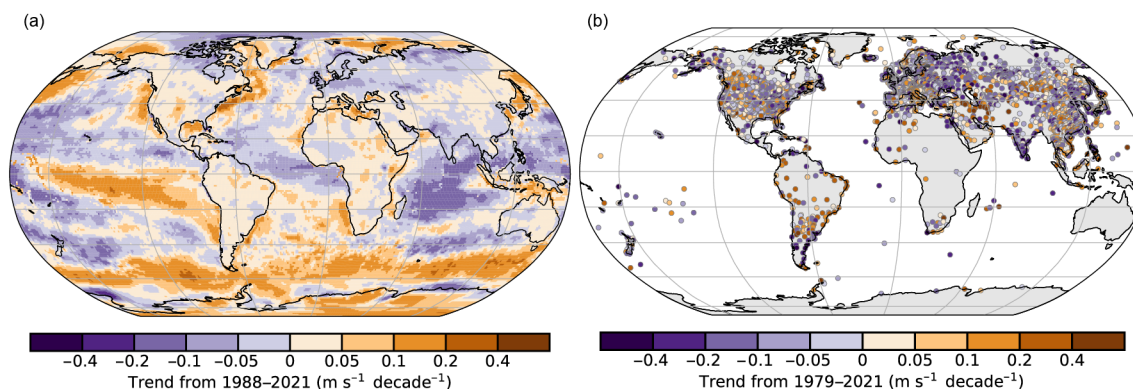 (a)
(b)
−0.4 −0.2 −0.1 −0.05 0 0.05 0.1 0.2 0.4
Trend from 1988–2021 (m s⁻¹ decade⁻¹)
−0.4 −0.2 −0.1 −0.05 0 0.05 0.1 0.2 0.4
Trend from 1979–2021 (m s⁻¹ decade⁻¹)